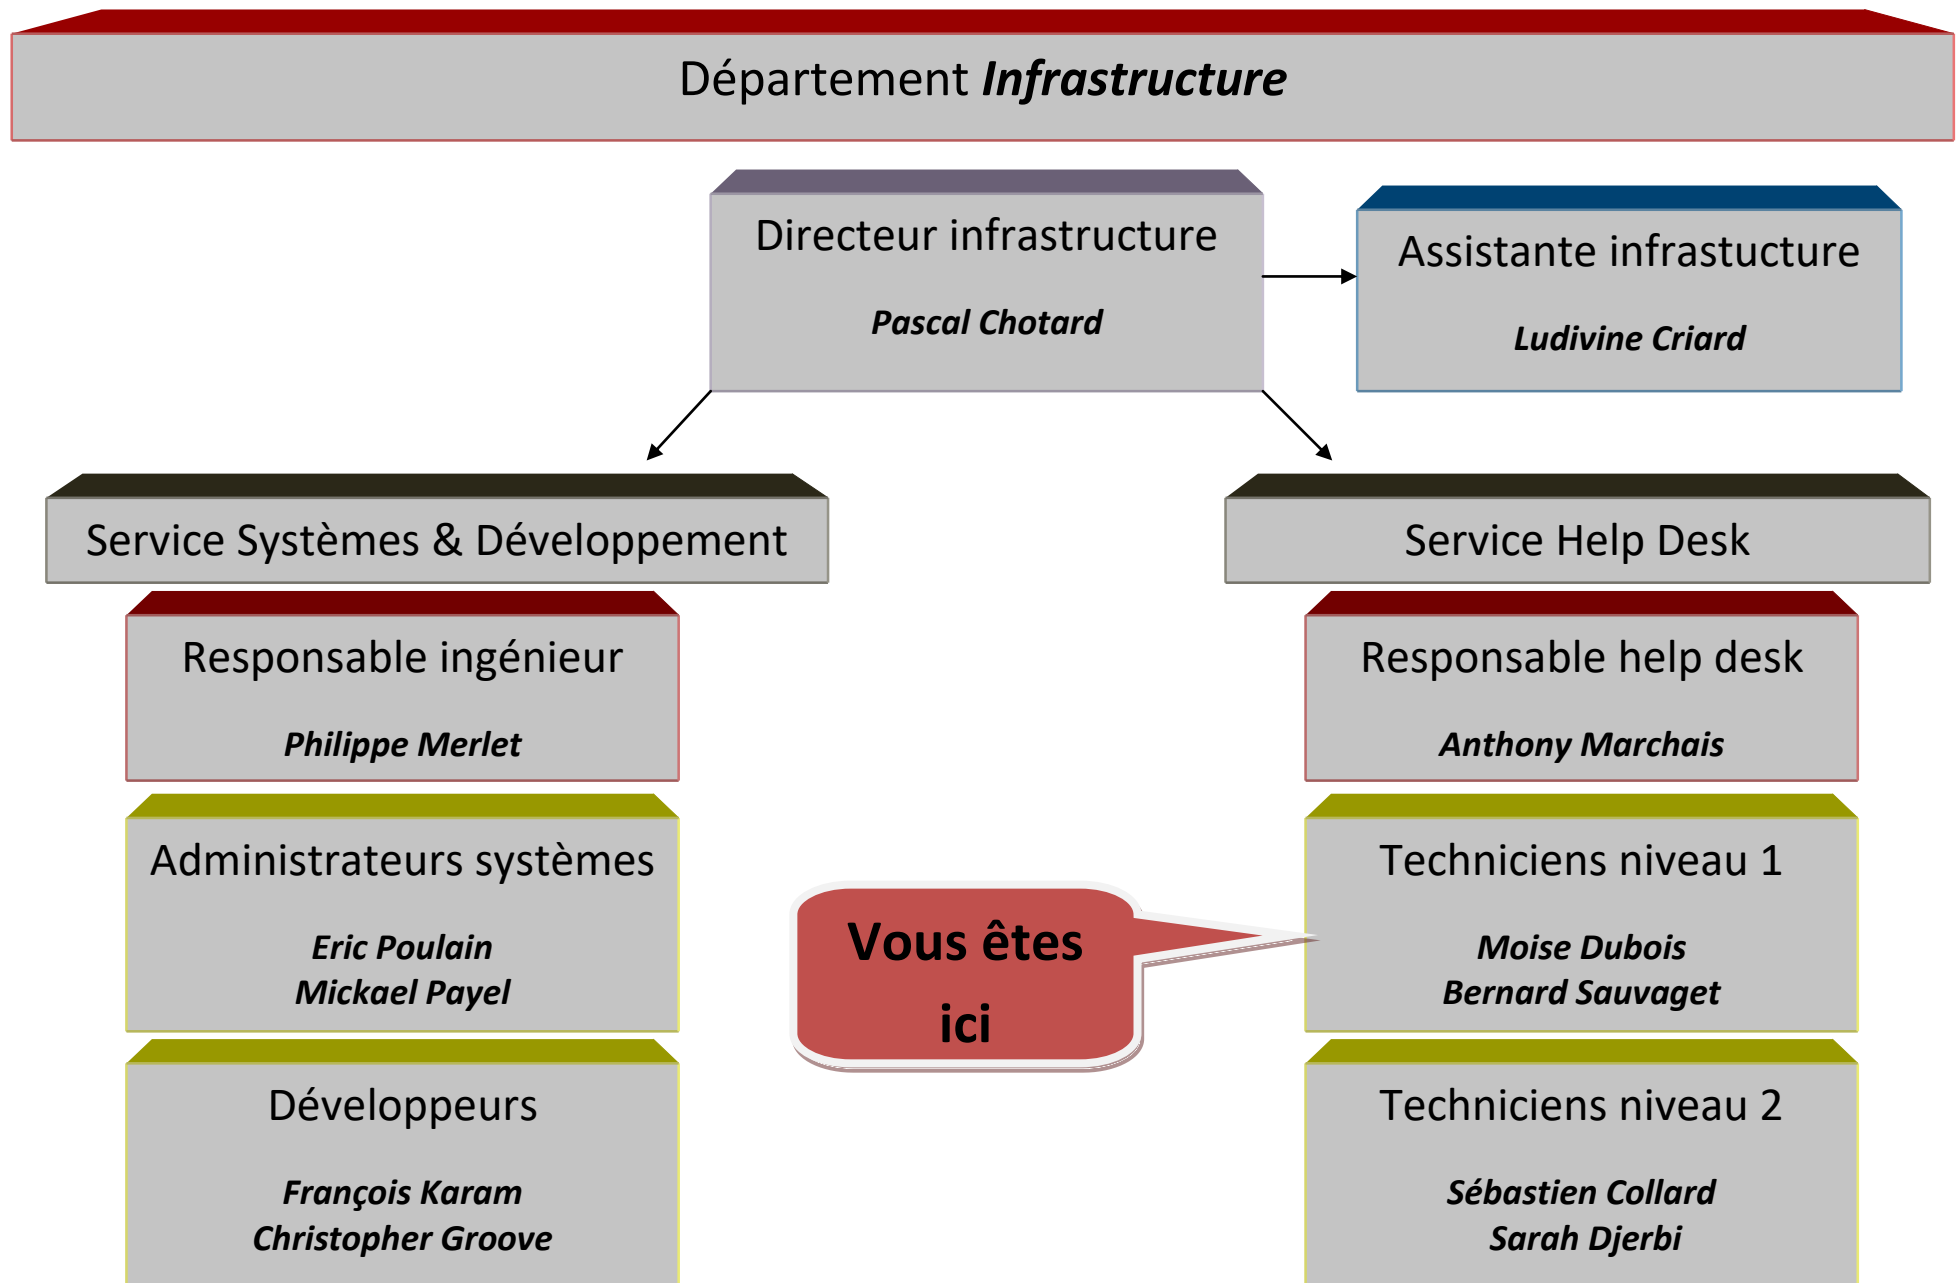 Département Infrastructure
Directeur infrastructure
Pascal Chotard
Assistante infrastucture
Ludivine Criard
Service Systèmes & Développement
Responsable ingénieur
Philippe Merlet
Administrateurs systèmes
Eric Poulain
Mickael Payel
Développeurs
François Karam
Christopher Groove
Service Help Desk
Responsable help desk
Anthony Marchais
Vous êtes
ici
Techniciens niveau 1
Moise Dubois
Bernard Sauvaget
Techniciens niveau 2
Sébastien Collard
Sarah Djerbi